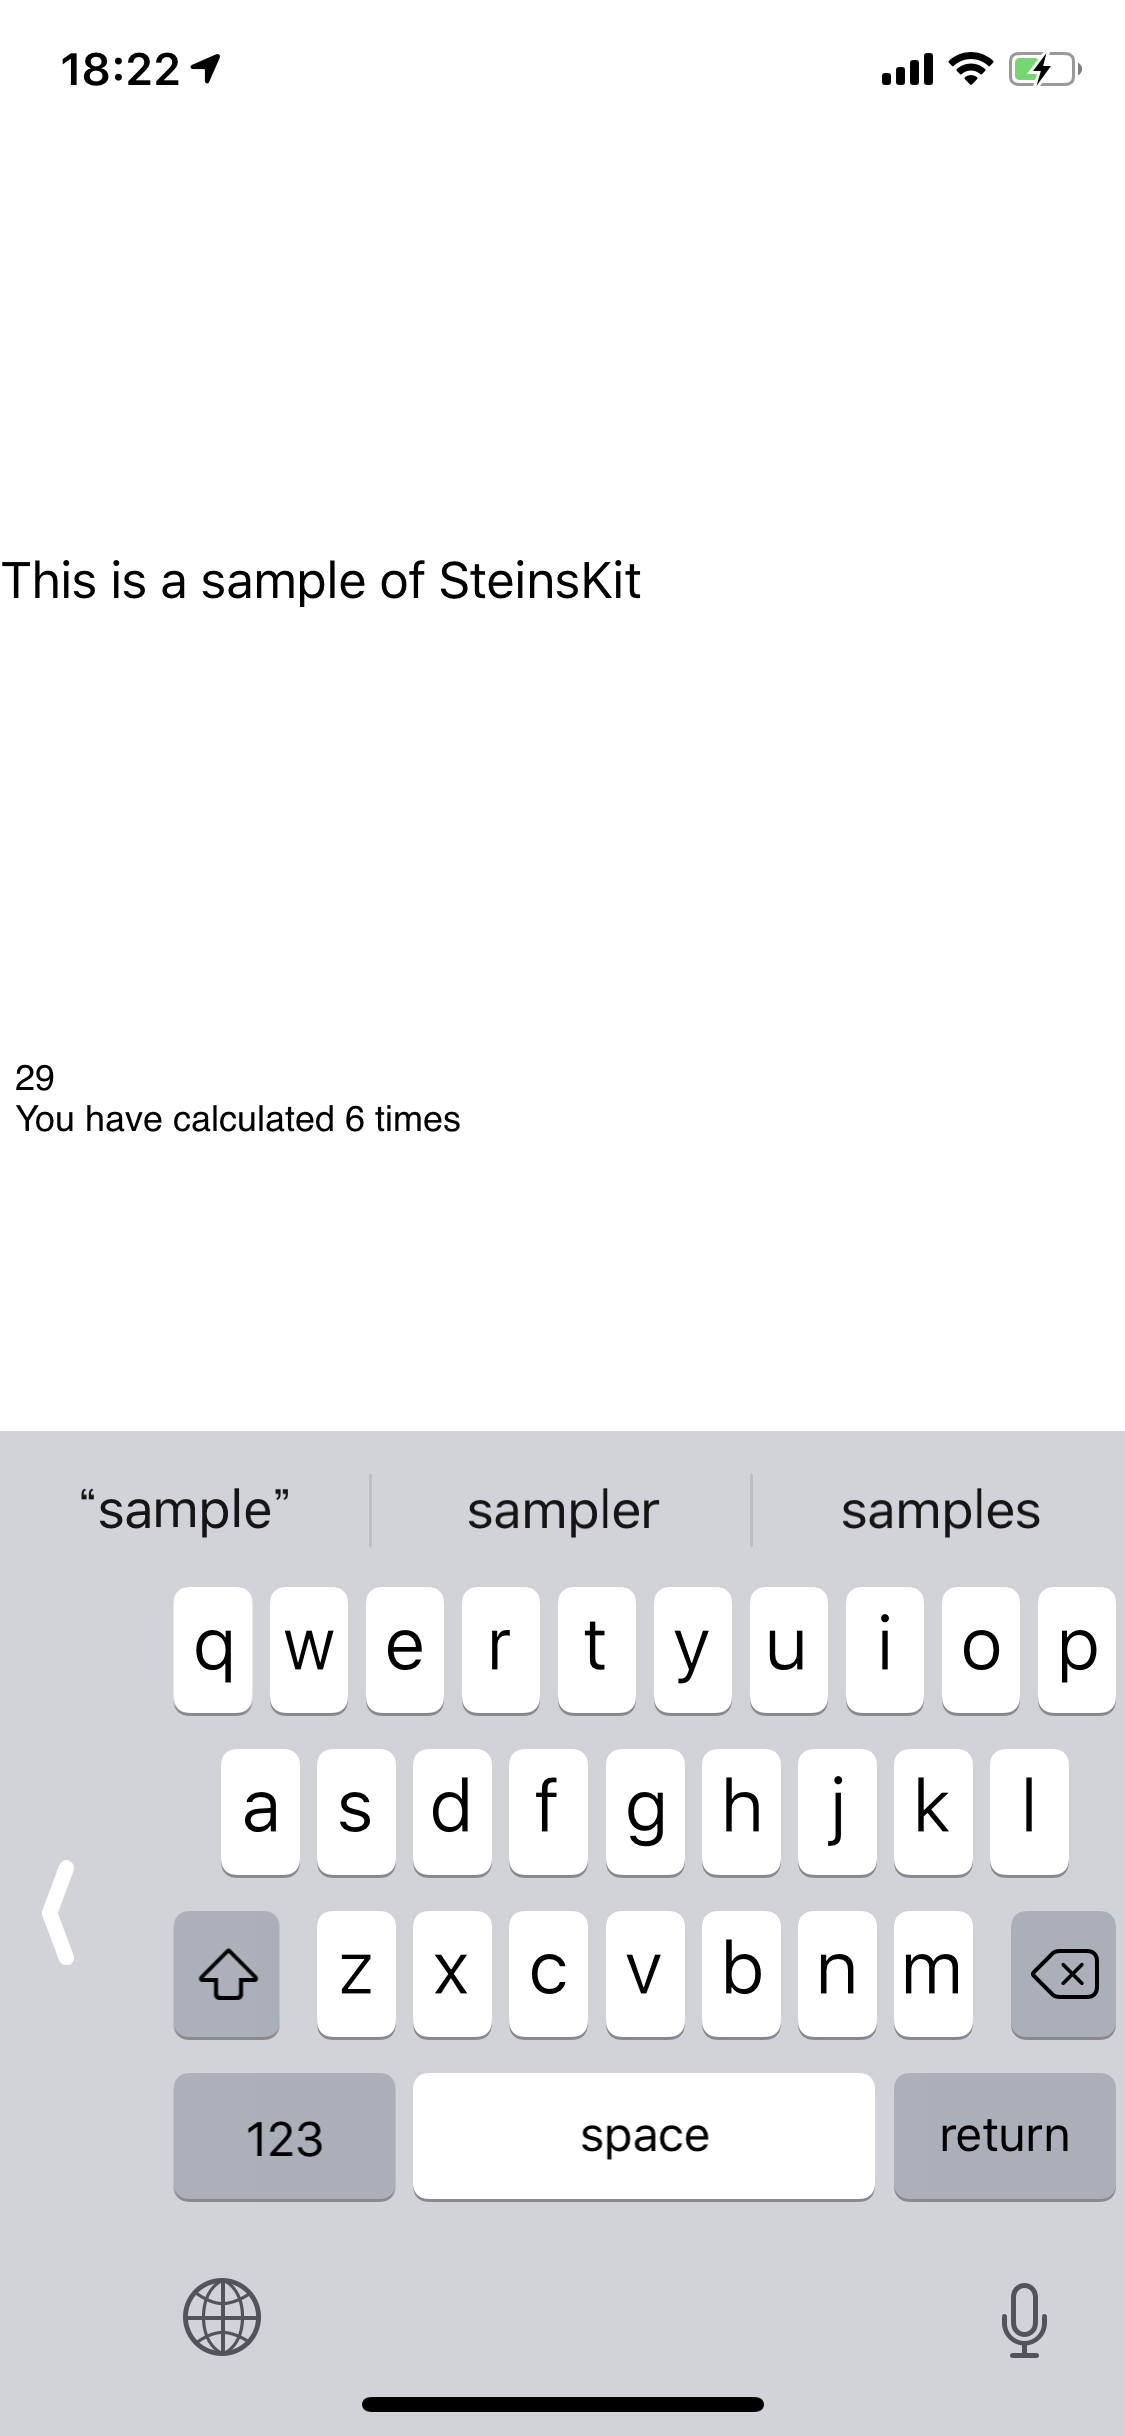 18:22
This is a sample of SteinsKit
29
You have calculated 6 times
“sample” sampler samples
q w e r t y u i o p
a s d f g h j k l
z x c v b n m
123 space return